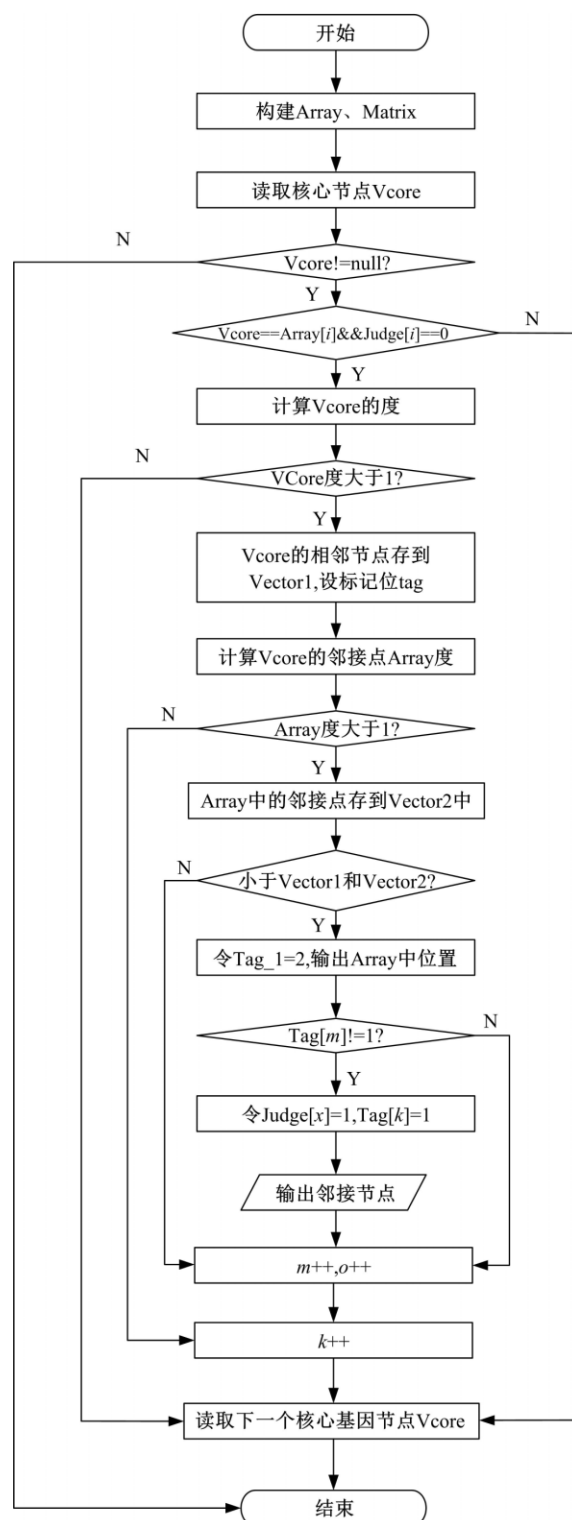 开始
构建Array、Matrix
读取核心节点Vcore
N
Vcore!=null?
Y
Vcore==Array[i]&&Judge[i]==0
N
Y
计算Vcore的度
N
VCore度大于1?
Y
Vcore的相邻节点存到
Vector1,设标记位tag
计算Vcore的邻接点Array度
N
Array度大于1?
Y
Array中的邻接点存到Vector2中
N
小于Vector1和Vector2?
Y
令Tag_1=2,输出Array中位置
Tag[m]!=1?
N
Y
令Judge[x]=1,Tag[k]=1
输出邻接节点
m++,o++
k++
读取下一个核心基因节点Vcore
结束